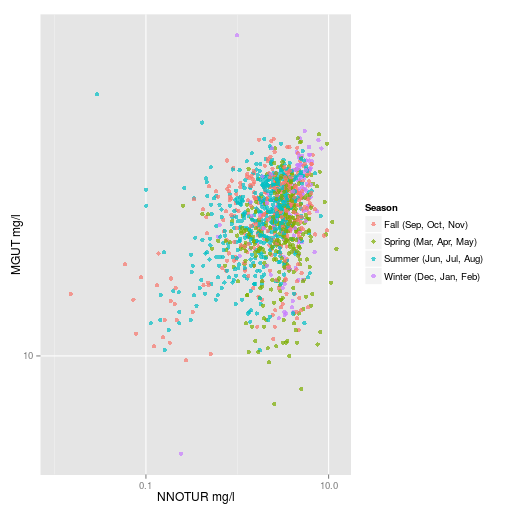 MGUT mg/l
10
0.1
10.0
NNOTUR mg/l
Season
Fall (Sep, Oct, Nov)
Spring (Mar, Apr, May)
Summer (Jun, Jul, Aug)
Winter (Dec, Jan, Feb)